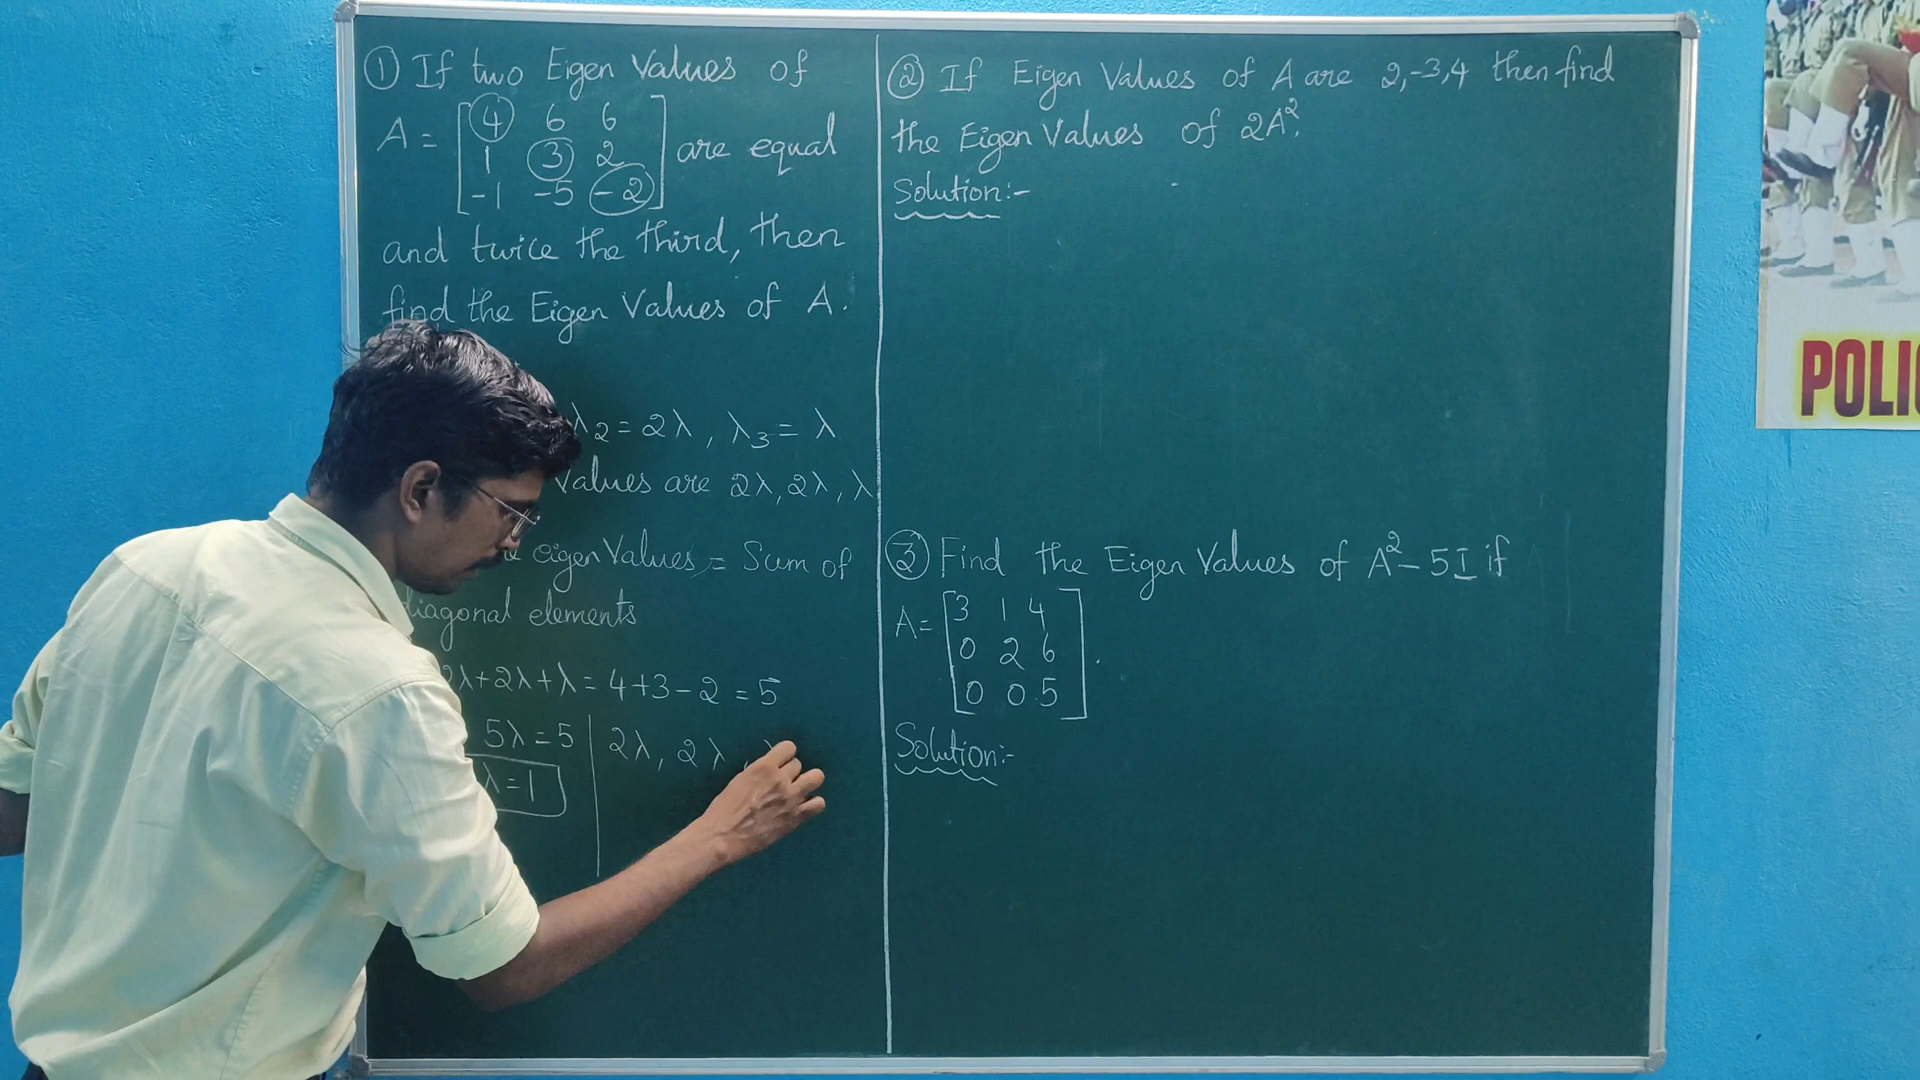 ① If two Eigen Values of
A = [4 6 6
1 3 2
-1 -5 -2] are equal
and twice the third, then
find the Eigen Values of A.
λ2 = 2λ, λ3 = λ
Values are 2λ, 2λ, λ
eigen Values = Sum of
diagonal elements
2λ+2λ+λ = 4+3-2 = 5
5λ = 5
λ = 1
2λ, 2λ,
② If Eigen Values of A are 2,-3,4 then find
the Eigen Values of 2A².
Solution:-
③ Find the Eigen Values of A² - 5I if
A = [3 1 4
0 2 6
0 0 5].
Solution:-